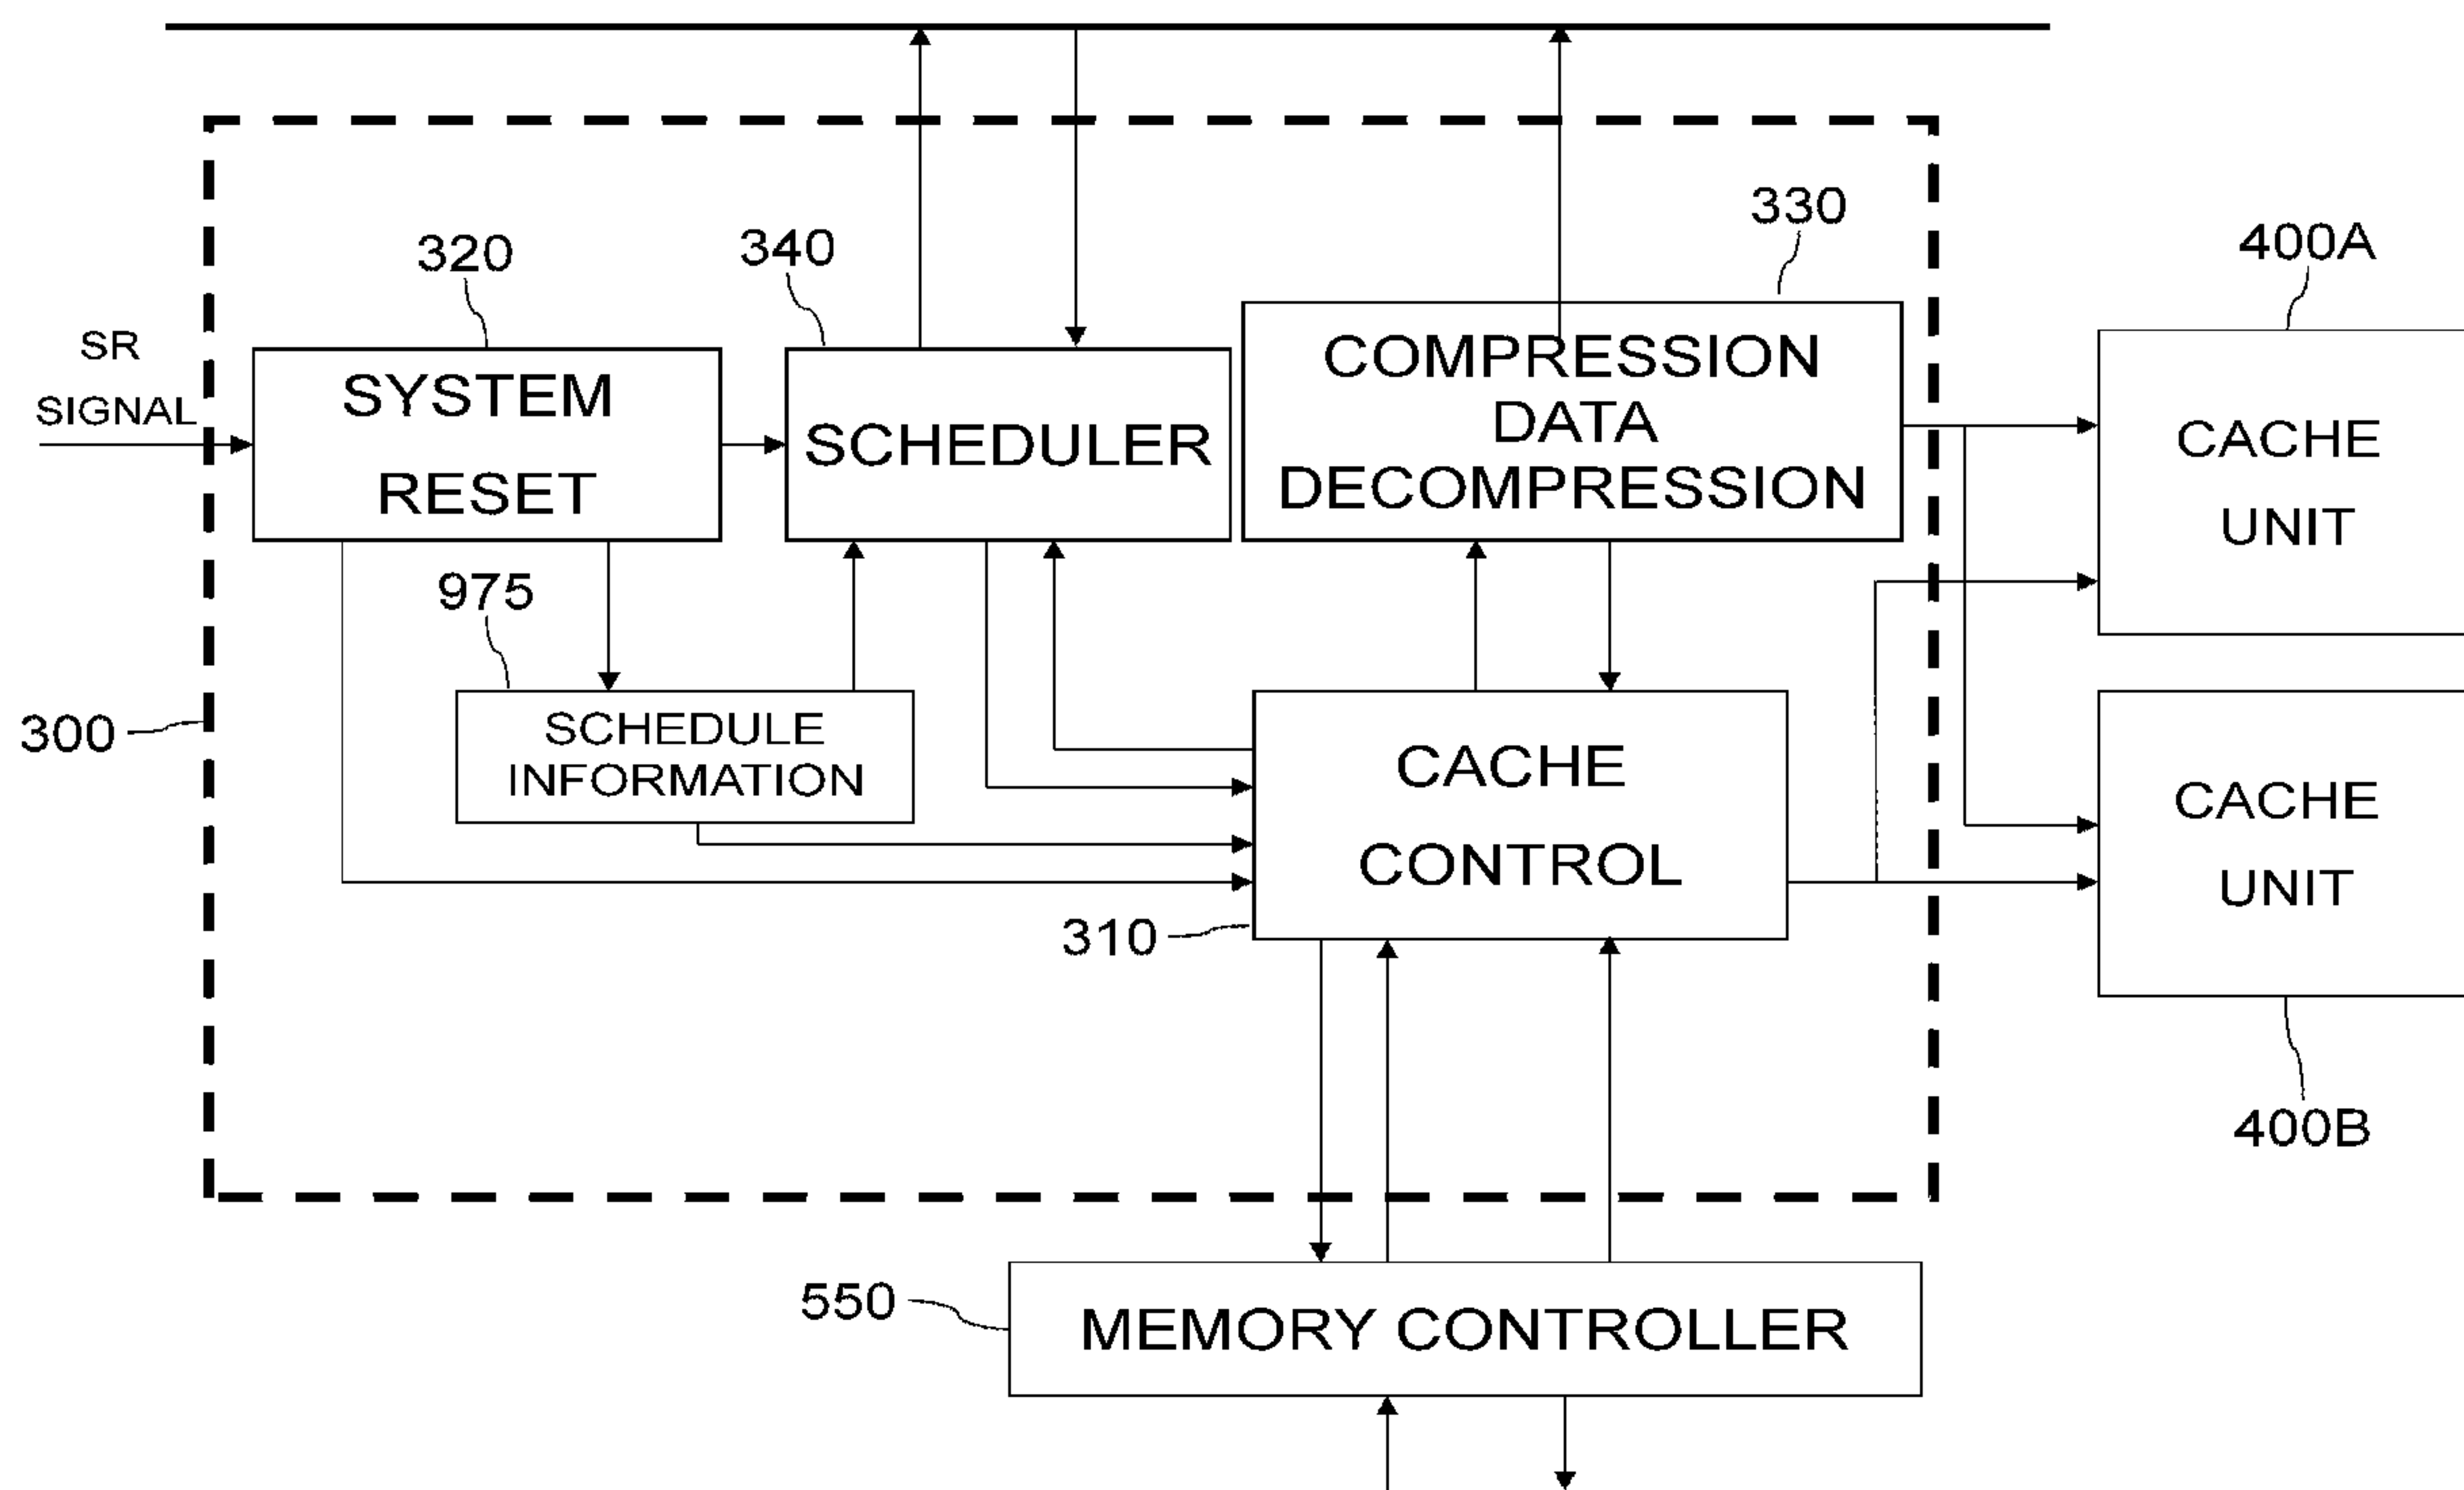 330
400A
320
340
SR
SIGNAL
SYSTEM
RESET
SCHEDULER
COMPRESSION
DATA
DECOMPRESSION
CACHE
UNIT
975
300
SCHEDULE
INFORMATION
CACHE
CONTROL
CACHE
UNIT
310
400B
550
MEMORY CONTROLLER